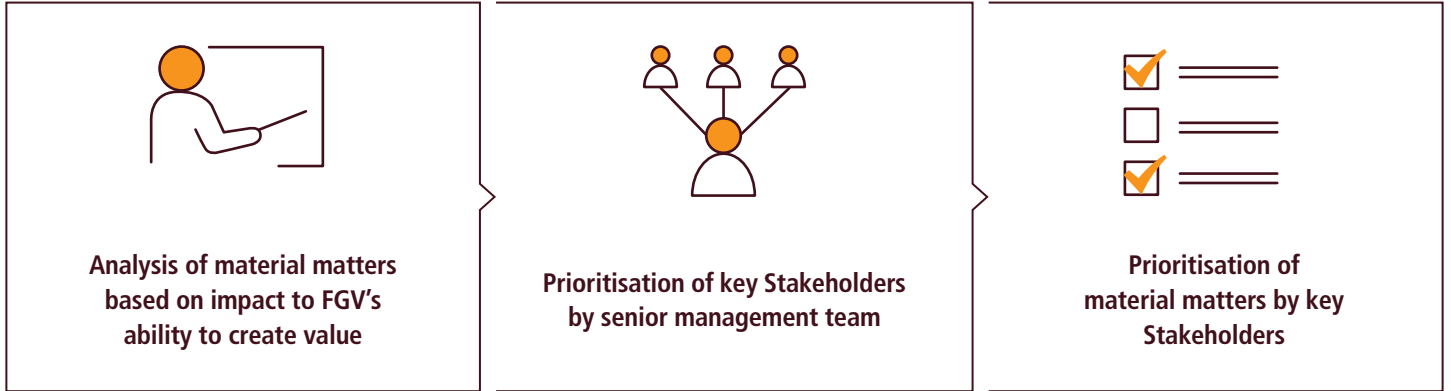 Analysis of material matters
based on impact to FGV's
ability to create value
Prioritisation of key Stakeholders
by senior management team
Prioritisation of
material matters by key
Stakeholders